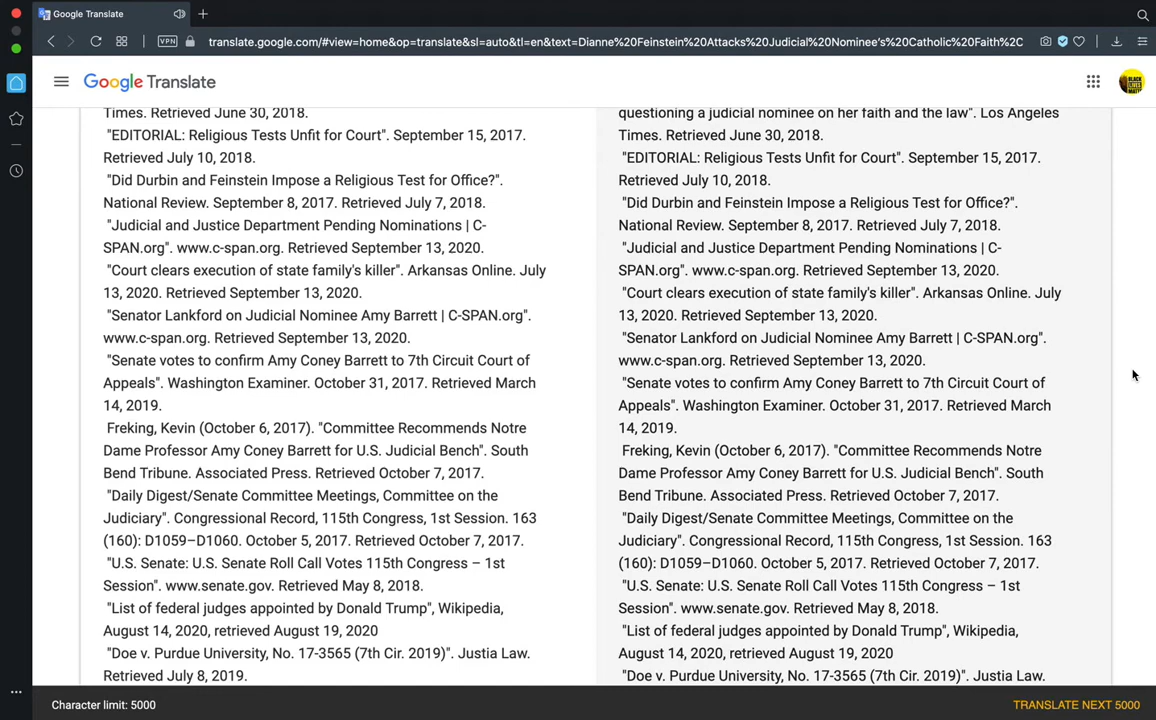 Google Translate
VPN
translate.google.com/#view=home&op=translate&sl=auto&tl=en&text=Dianne%20Feinstein%20Attacks%20Judicial%20Nominee's%20Catholic%20Faith%2C
Google Translate
BLACK LIVES MATTER
Times. Retrieved June 30, 2018.
"EDITORIAL: Religious Tests Unfit for Court". September 15, 2017.
Retrieved July 10, 2018.
"Did Durbin and Feinstein Impose a Religious Test for Office?".
National Review. September 8, 2017. Retrieved July 7, 2018.
"Judicial and Justice Department Pending Nominations | C-
SPAN.org". www.c-span.org. Retrieved September 13, 2020.
"Court clears execution of state family's killer". Arkansas Online. July
13, 2020. Retrieved September 13, 2020.
"Senator Lankford on Judicial Nominee Amy Barrett | C-SPAN.org".
www.c-span.org. Retrieved September 13, 2020.
"Senate votes to confirm Amy Coney Barrett to 7th Circuit Court of
Appeals". Washington Examiner. October 31, 2017. Retrieved March
14, 2019.
Freking, Kevin (October 6, 2017). "Committee Recommends Notre
Dame Professor Amy Coney Barrett for U.S. Judicial Bench". South
Bend Tribune. Associated Press. Retrieved October 7, 2017.
"Daily Digest/Senate Committee Meetings, Committee on the
Judiciary". Congressional Record, 115th Congress, 1st Session. 163
(160): D1059–D1060. October 5, 2017. Retrieved October 7, 2017.
"U.S. Senate: U.S. Senate Roll Call Votes 115th Congress – 1st
Session". www.senate.gov. Retrieved May 8, 2018.
"List of federal judges appointed by Donald Trump", Wikipedia,
August 14, 2020, retrieved August 19, 2020
"Doe v. Purdue University, No. 17-3565 (7th Cir. 2019)". Justia Law.
Retrieved July 8, 2019.
questioning a judicial nominee on her faith and the law". Los Angeles
Times. Retrieved June 30, 2018.
"EDITORIAL: Religious Tests Unfit for Court". September 15, 2017.
Retrieved July 10, 2018.
"Did Durbin and Feinstein Impose a Religious Test for Office?".
National Review. September 8, 2017. Retrieved July 7, 2018.
"Judicial and Justice Department Pending Nominations | C-
SPAN.org". www.c-span.org. Retrieved September 13, 2020.
"Court clears execution of state family's killer". Arkansas Online. July
13, 2020. Retrieved September 13, 2020.
"Senator Lankford on Judicial Nominee Amy Barrett | C-SPAN.org".
www.c-span.org. Retrieved September 13, 2020.
"Senate votes to confirm Amy Coney Barrett to 7th Circuit Court of
Appeals". Washington Examiner. October 31, 2017. Retrieved March
14, 2019.
Freking, Kevin (October 6, 2017). "Committee Recommends Notre
Dame Professor Amy Coney Barrett for U.S. Judicial Bench". South
Bend Tribune. Associated Press. Retrieved October 7, 2017.
"Daily Digest/Senate Committee Meetings, Committee on the
Judiciary". Congressional Record, 115th Congress, 1st Session. 163
(160): D1059–D1060. October 5, 2017. Retrieved October 7, 2017.
"U.S. Senate: U.S. Senate Roll Call Votes 115th Congress – 1st
Session". www.senate.gov. Retrieved May 8, 2018.
"List of federal judges appointed by Donald Trump", Wikipedia,
August 14, 2020, retrieved August 19, 2020
"Doe v. Purdue University, No. 17-3565 (7th Cir. 2019)". Justia Law.
Character limit: 5000
TRANSLATE NEXT 5000